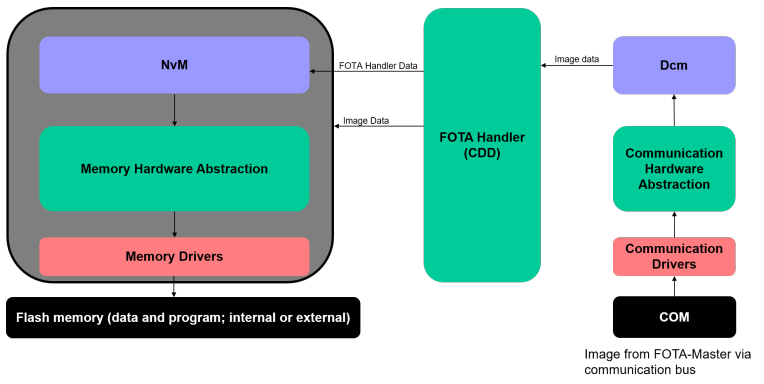 NvM
FOTA Handler Data
Image data
Dcm
Image Data
FOTA Handler
(CDD)
Memory Hardware Abstraction
Communication
Hardware
Abstraction
Memory Drivers
Communication
Drivers
Flash memory (data and program; internal or external)
COM
Image from FOTA-Master via
communication bus